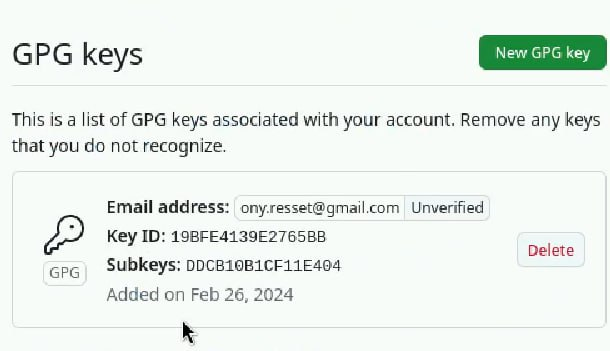 GPG keys
New GPG key
This is a list of GPG keys associated with your account. Remove any keys
that you do not recognize.
Email address: ony.resset@gmail.com Unverified
Key ID: 19BFE4139E2765BB
Subkeys: DDCB10B1CF11E404
Added on Feb 26, 2024
GPG
Delete